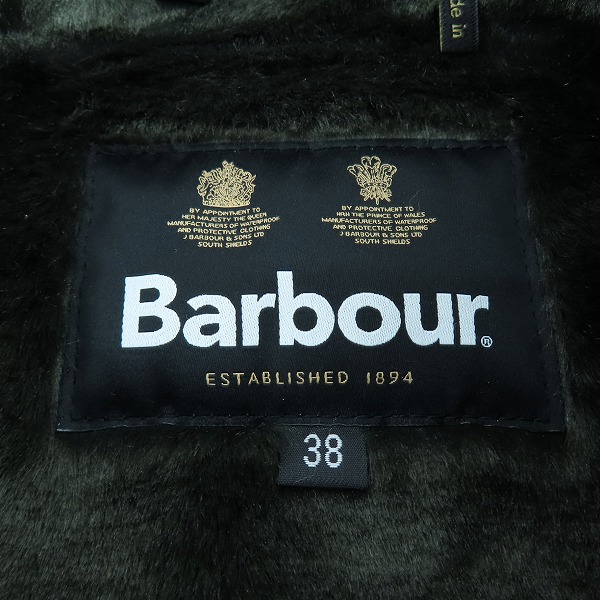 de in
BY APPOINTMENT TO
HER MAJESTY THE QUEEN
MANUFACTURERS OF WATERPROOF
AND PROTECTIVE CLOTHING
J BARBOUR & SONS LTD
SOUTH SHIELDS
BY APPOINTMENT TO
HRH THE PRINCE OF WALES
MANUFACTURERS OF WATERPROOF
AND PROTECTIVE CLOTHING
J BARBOUR & SONS LTD
SOUTH SHIELDS
Barbour®
ESTABLISHED 1894
38